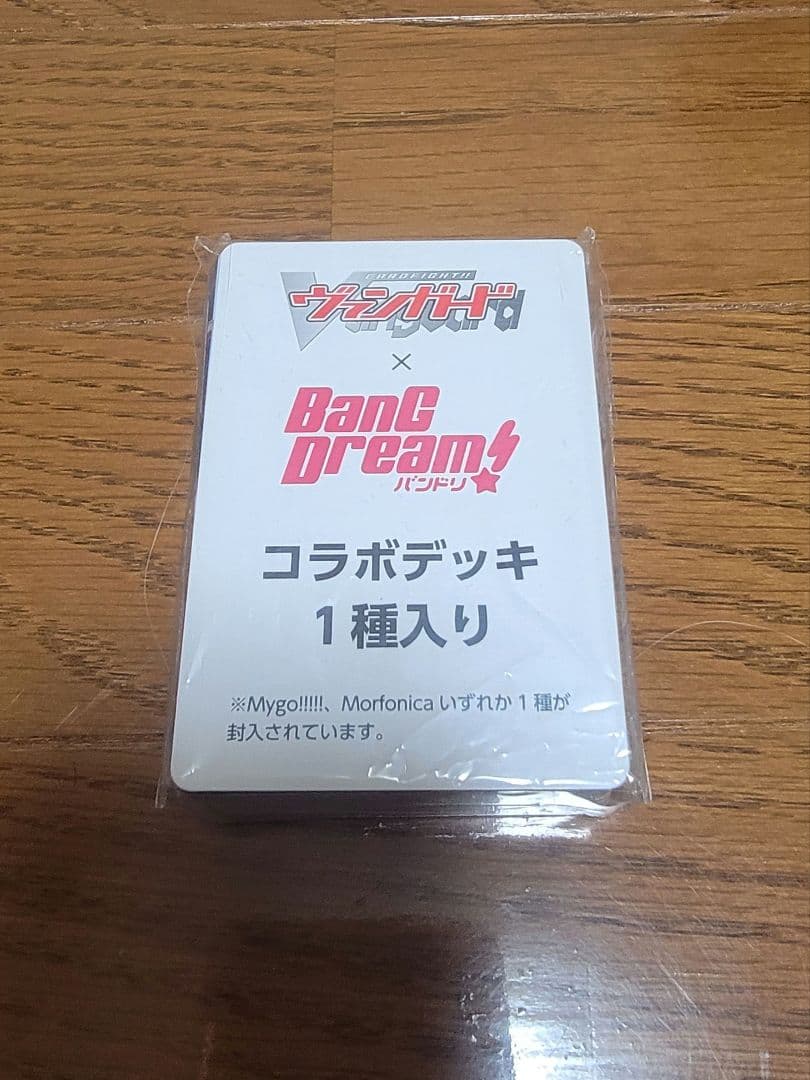 CARDFIGHT!!
ヴァンガード
Vanguard
×
BanG
Dream!
バンドリ
コラボデッキ
1種入り
※Mygo!!!!!、Morfonica いずれか 1 種が
封入されています。